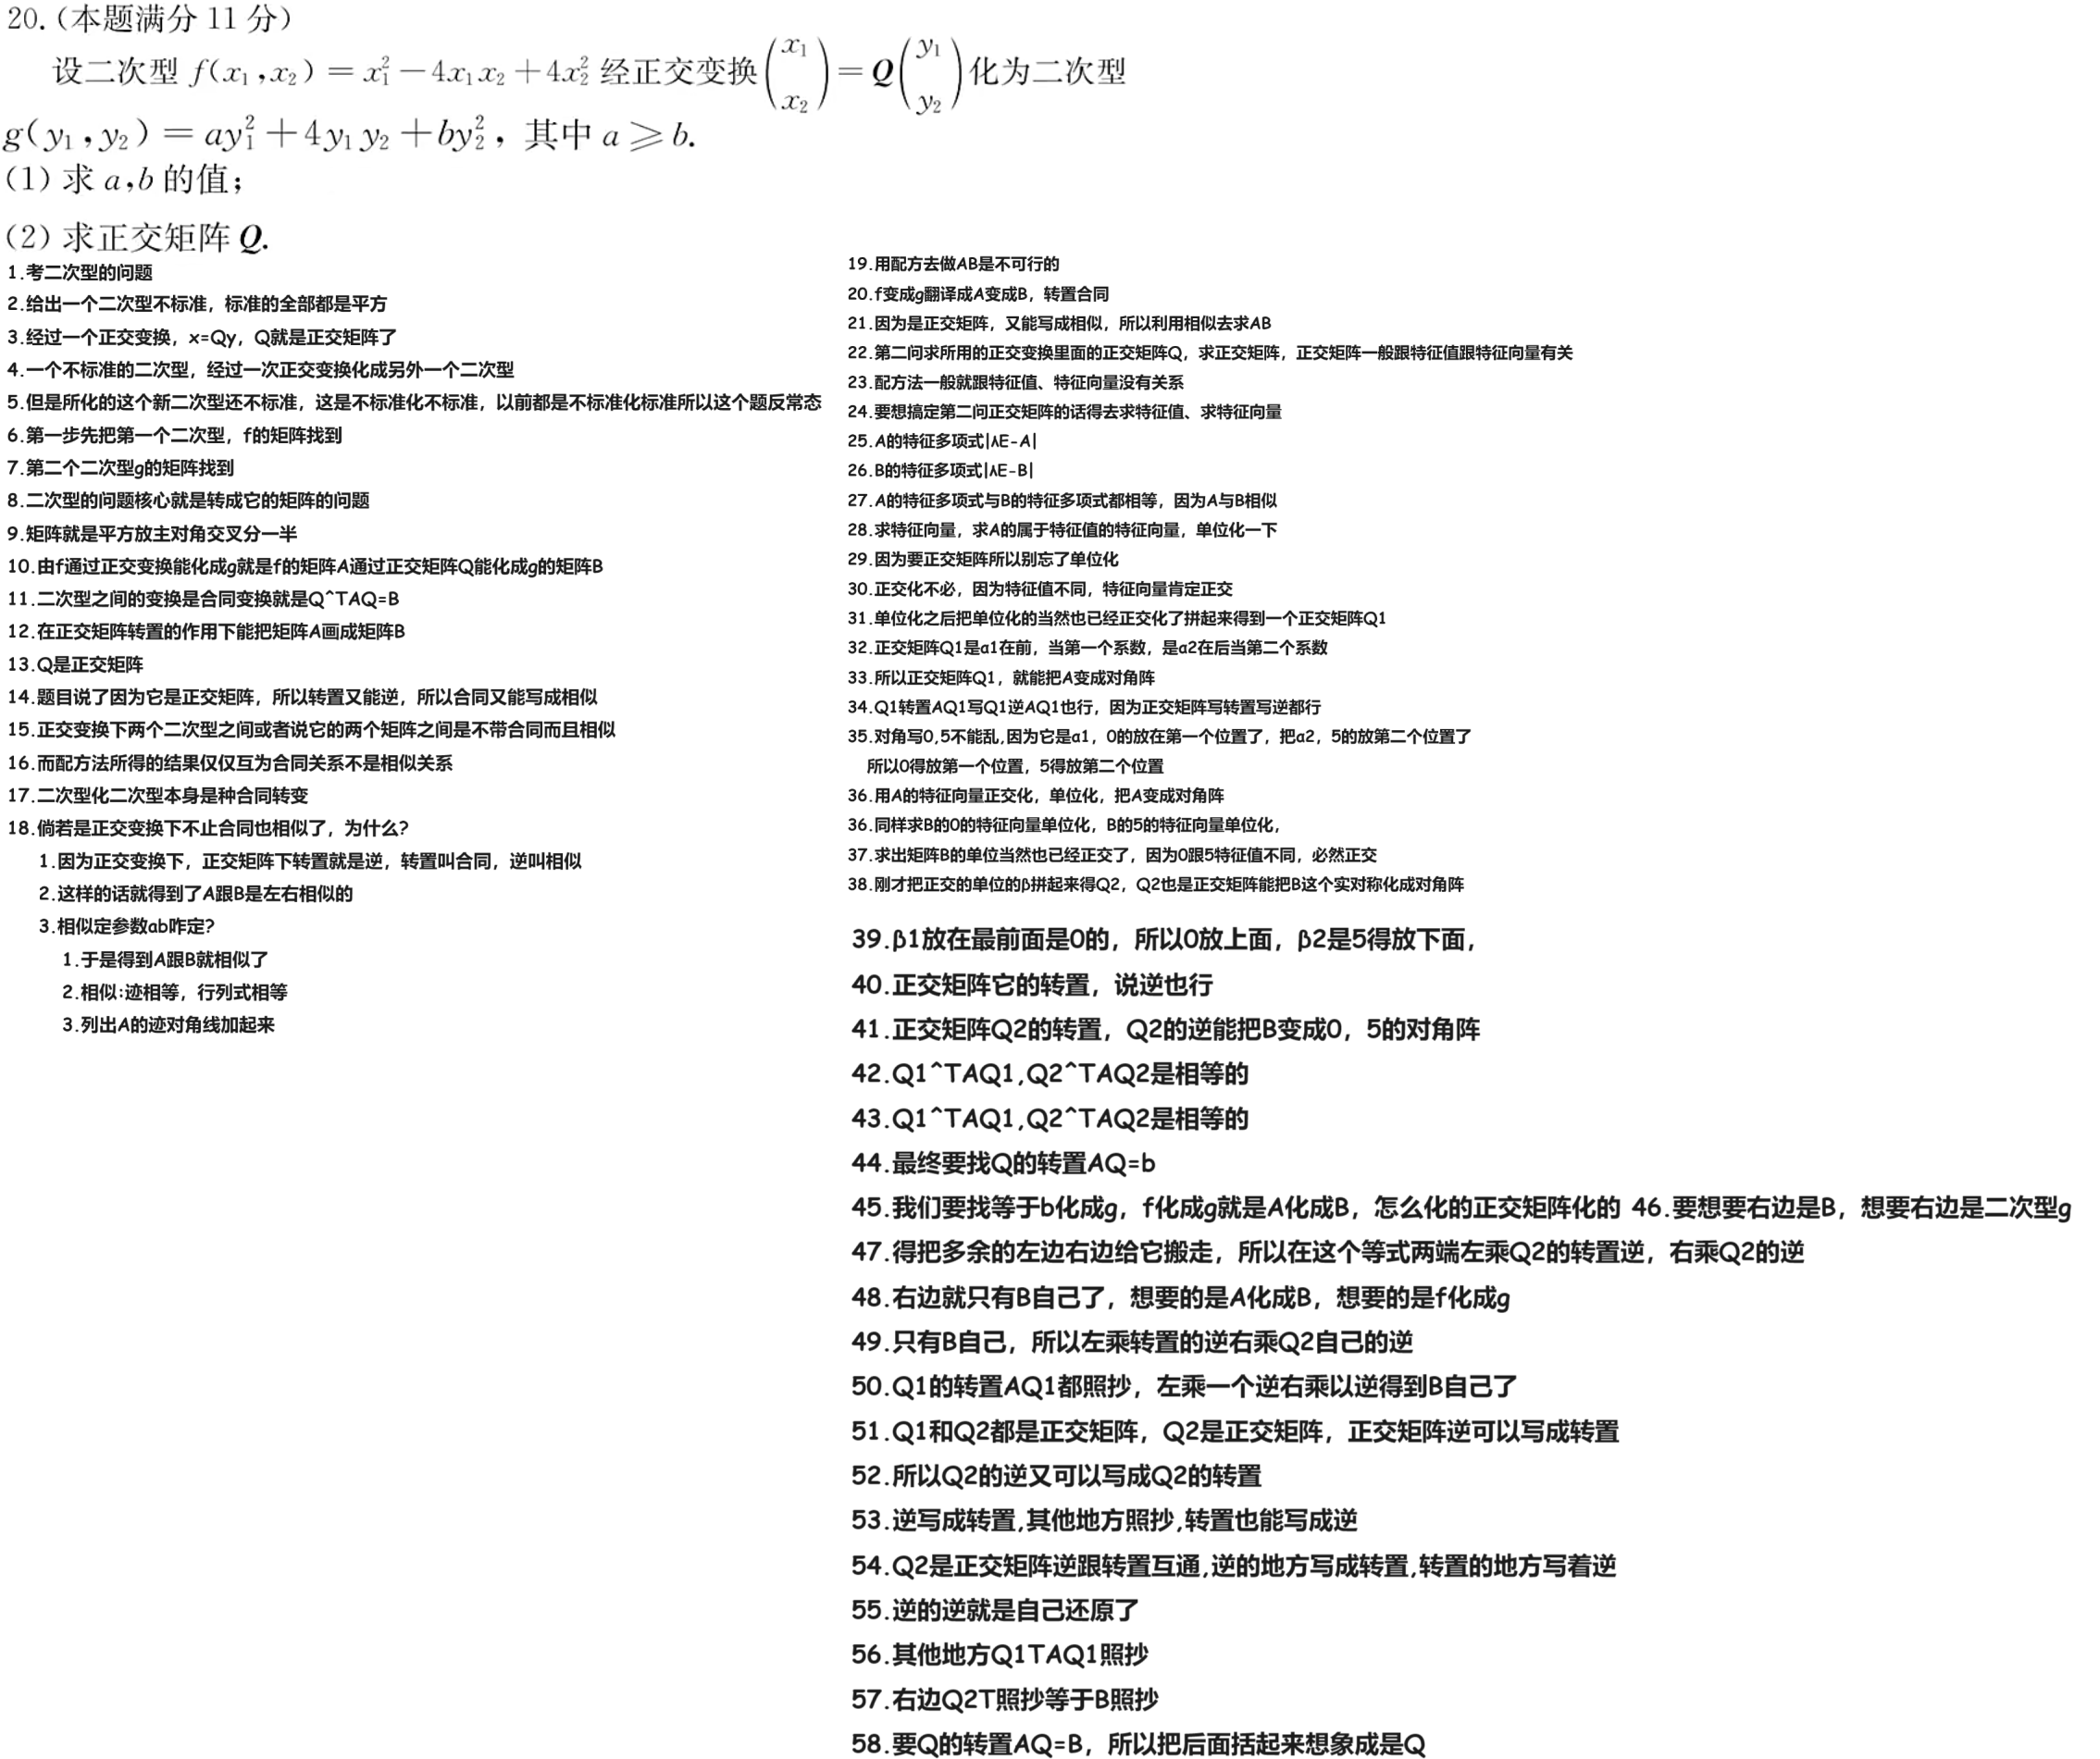 20.(本题满分 11 分)
设二次型 f(x₁,x₂) = x₁² − 4x₁x₂ + 4x₂² 经正交变换(x₁ x₂) = Q(y₁ y₂)化为二次型
g(y₁,y₂) = ay₁² + 4y₁y₂ + by₂², 其中 a ⩾ b.
(1) 求 a,b 的值;
(2) 求正交矩阵 Q.
1.考二次型的问题
2.给出一个二次型不标准，标准的全部都是平方
3.经过一个正交变换，x=Qy，Q就是正交矩阵了
4.一个不标准的二次型，经过一次正交变换化成另外一个二次型
5.但是所化的这个新二次型还不标准，这是不标准化不标准，以前都是不标准化标准所以这个题反常态
6.第一步先把第一个二次型，f的矩阵找到
7.第二个二次型g的矩阵找到
8.二次型的问题核心就是转成它的矩阵的问题
9.矩阵就是平方放主对角交叉分一半
10.由f通过正交变换能化成g就是f的矩阵A通过正交矩阵Q能化成g的矩阵B
11.二次型之间的变换是合同变换就是Q^TAQ=B
12.在正交矩阵转置的作用下能把矩阵A画成矩阵B
13.Q是正交矩阵
14.题目说了因为它是正交矩阵，所以转置又能逆，所以合同又能写成相似
15.正交变换下两个二次型之间或者说它的两个矩阵之间是不带合同而且相似
16.而配方法所得的结果仅仅互为合同关系不是相似关系
17.二次型化二次型本身是种合同转变
18.倘若是正交变换下不止合同也相似了，为什么?
1.因为正交变换下，正交矩阵下转置就是逆，转置叫合同，逆叫相似
2.这样的话就得到了A跟B是左右相似的
3.相似定参数ab咋定?
1.于是得到A跟B就相似了
2.相似:迹相等，行列式相等
3.列出A的迹对角线加起来
19.用配方去做AB是不可行的
20.f变成g翻译成A变成B，转置合同
21.因为是正交矩阵，又能写成相似，所以利用相似去求AB
22.第二问求所用的正交变换里面的正交矩阵Q，求正交矩阵，正交矩阵一般跟特征值跟特征向量有关
23.配方法一般就跟特征值、特征向量没有关系
24.要想搞定第二问正交矩阵的话得去求特征值、求特征向量
25.A的特征多项式|λE-A|
26.B的特征多项式|λE-B|
27.A的特征多项式与B的特征多项式都相等，因为A与B相似
28.求特征向量，求A的属于特征值的特征向量，单位化一下
29.因为要正交矩阵所以别忘了单位化
30.正交化不必，因为特征值不同，特征向量肯定正交
31.单位化之后把单位化的当然也已经正交化了拼起来得到一个正交矩阵Q1
32.正交矩阵Q1是α1在前，当第一个系数，是α2在后当第二个系数
33.所以正交矩阵Q1，就能把A变成对角阵
34.Q1转置AQ1写Q1逆AQ1也行，因为正交矩阵写转置写逆都行
35.对角写0,5不能乱,因为它是α1，0的放在第一个位置了，把α2，5的放第二个位置了
所以0得放第一个位置，5得放第二个位置
36.用A的特征向量正交化，单位化，把A变成对角阵
36.同样求B的0的特征向量单位化，B的5的特征向量单位化，
37.求出矩阵B的单位当然也已经正交了，因为0跟5特征值不同，必然正交
38.刚才把正交的单位的β拼起来得Q2，Q2也是正交矩阵能把B这个实对称化成对角阵
39.β1放在最前面是0的，所以0放上面，β2是5得放下面，
40.正交矩阵它的转置，说逆也行
41.正交矩阵Q2的转置，Q2的逆能把B变成0，5的对角阵
42.Q1^TAQ1,Q2^TAQ2是相等的
43.Q1^TAQ1,Q2^TAQ2是相等的
44.最终要找Q的转置AQ=b
45.我们要找等于b化成g，f化成g就是A化成B，怎么化的正交矩阵化的 46.要想要右边是B，想要右边是二次型g
47.得把多余的左边右边给它搬走，所以在这个等式两端左乘Q2的转置逆，右乘Q2的逆
48.右边就只有B自己了，想要的是A化成B，想要的是f化成g
49.只有B自己，所以左乘转置的逆右乘Q2自己的逆
50.Q1的转置AQ1都照抄，左乘一个逆右乘以逆得到B自己了
51.Q1和Q2都是正交矩阵，Q2是正交矩阵，正交矩阵逆可以写成转置
52.所以Q2的逆又可以写成Q2的转置
53.逆写成转置,其他地方照抄,转置也能写成逆
54.Q2是正交矩阵逆跟转置互通,逆的地方写成转置,转置的地方写着逆
55.逆的逆就是自己还原了
56.其他地方Q1TAQ1照抄
57.右边Q2T照抄等于B照抄
58.要Q的转置AQ=B，所以把后面括起来想象成是Q